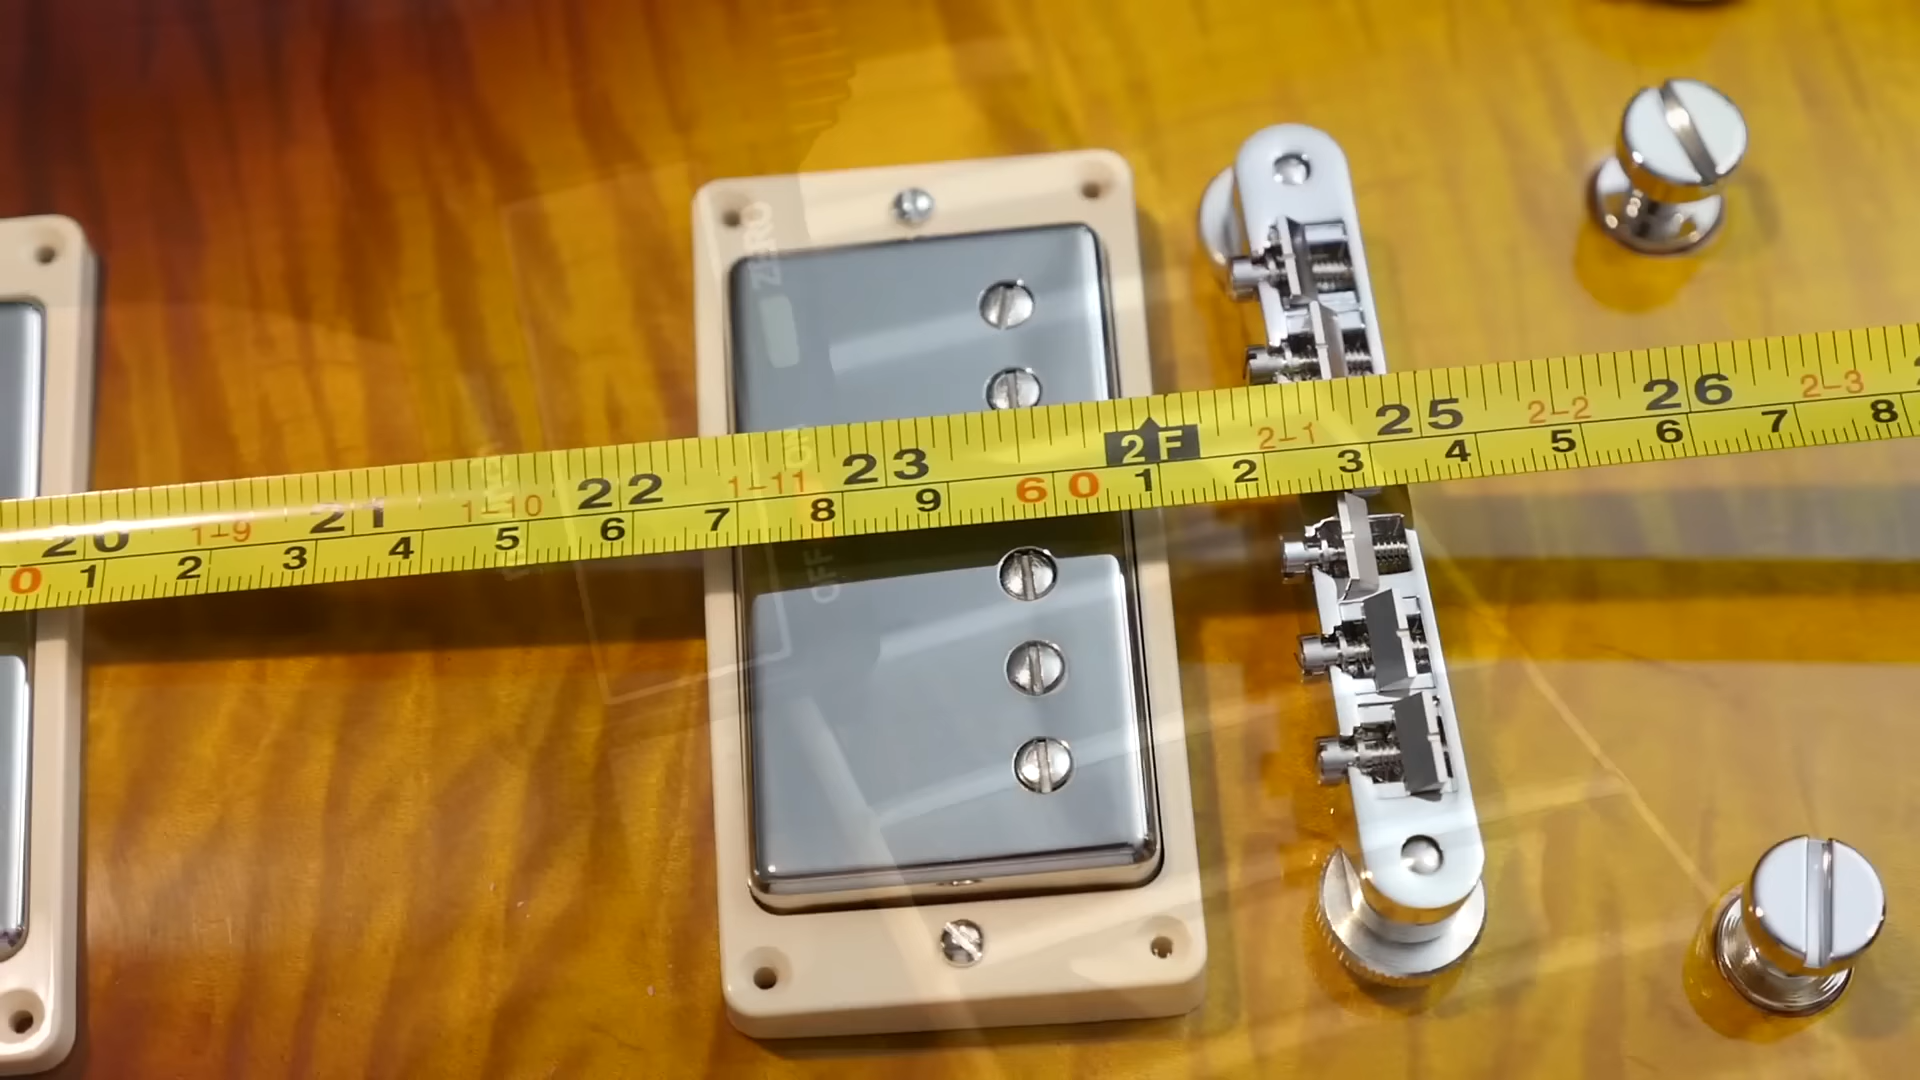 20 1-9 21 1-10 22 1-11 23 2F 2-1 25 2-2 26 2-3
0 1 2 3 4 5 6 7 8 9 60 1 2 3 4 5 6 7 8
ZERO
ON
OFF